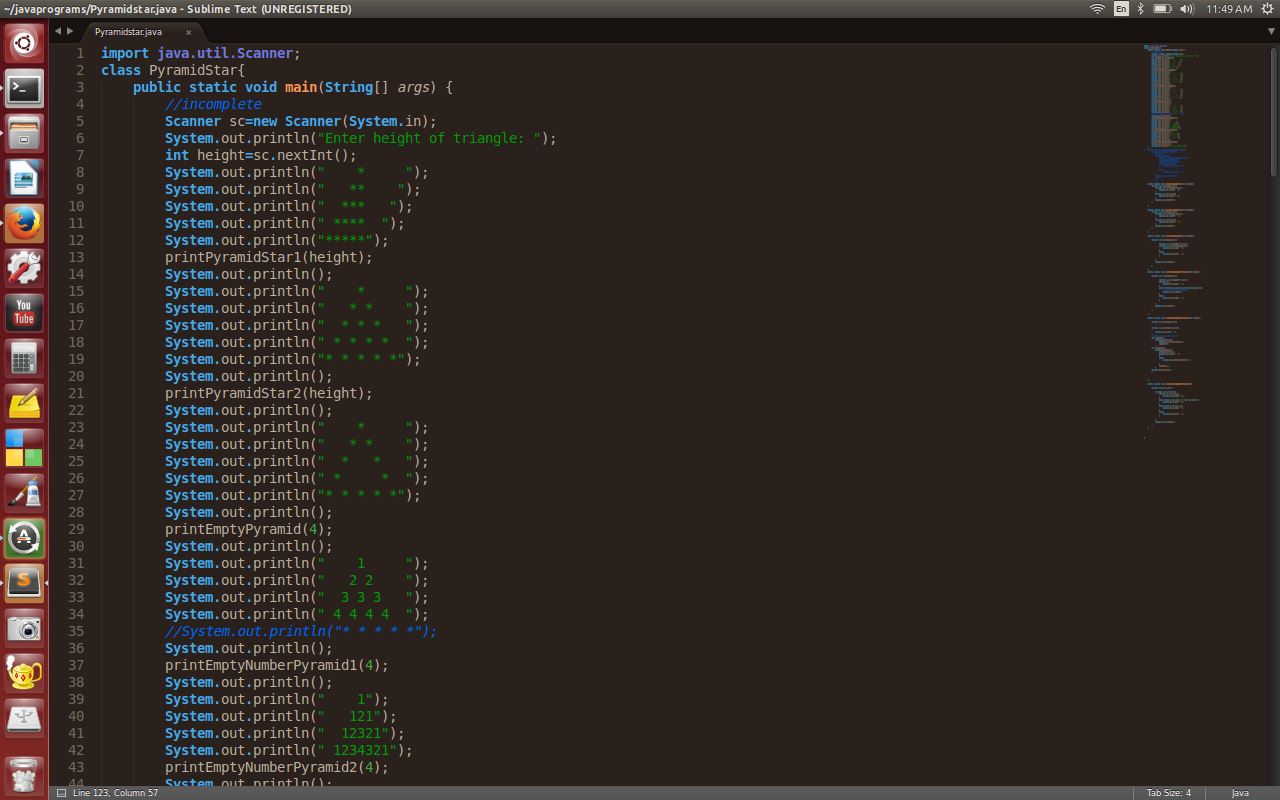 ~/javaprograms/Pyramidstar.java - Sublime Text (UNREGISTERED)
En
11:49 AM
Pyramidstar.java
1 import java.util.Scanner;
2 class PyramidStar{
3     public static void main(String[] args) {
4         //incomplete
5         Scanner sc=new Scanner(System.in);
6         System.out.println("Enter height of triangle: ");
7         int height=sc.nextInt();
8         System.out.println("    *     ");
9         System.out.println("   **    ");
10         System.out.println("  ***   ");
11         System.out.println(" ****  ");
12         System.out.println("*****");
13         printPyramidStar1(height);
14         System.out.println();
15         System.out.println("    *     ");
16         System.out.println("   * *    ");
17         System.out.println("  * * *   ");
18         System.out.println(" * * * *  ");
19         System.out.println("* * * * *");
20         System.out.println();
21         printPyramidStar2(height);
22         System.out.println();
23         System.out.println("    *     ");
24         System.out.println("   * *    ");
25         System.out.println("  *   *   ");
26         System.out.println(" *     *  ");
27         System.out.println("* * * * *");
28         System.out.println();
29         printEmptyPyramid(4);
30         System.out.println();
31         System.out.println("    1     ");
32         System.out.println("   2 2    ");
33         System.out.println("  3 3 3   ");
34         System.out.println(" 4 4 4 4  ");
35         //System.out.println("* * * * *");
36         System.out.println();
37         printEmptyNumberPyramid1(4);
38         System.out.println();
39         System.out.println("    1");
40         System.out.println("   121");
41         System.out.println("  12321");
42         System.out.println(" 1234321");
43         printEmptyNumberPyramid2(4);
44         System.out.println();
You Tube
Line 123, Column 57
Tab Size: 4
Java